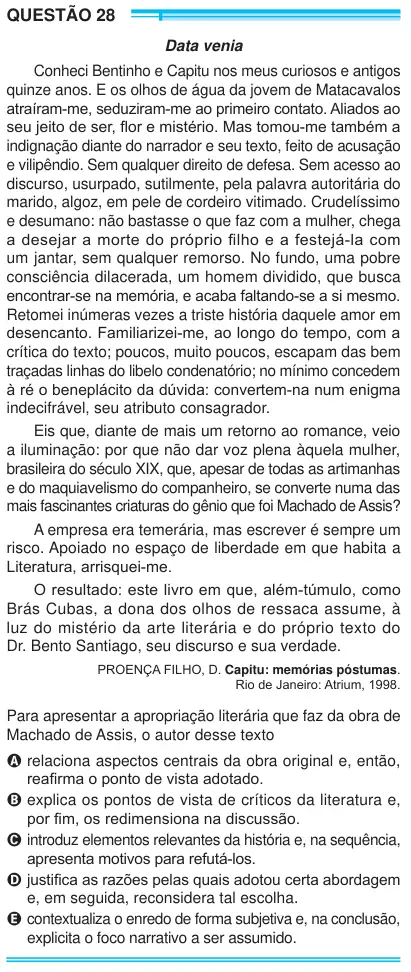 QUESTÃO 28
Data venia
Conheci Bentinho e Capitu nos meus curiosos e antigos
quinze anos. E os olhos de água da jovem de Matacavalos
atraíram-me, seduziram-me ao primeiro contato. Aliados ao
seu jeito de ser, flor e mistério. Mas tomou-me também a
indignação diante do narrador e seu texto, feito de acusação
e vilipêndio. Sem qualquer direito de defesa. Sem acesso ao
discurso, usurpado, sutilmente, pela palavra autoritária do
marido, algoz, em pele de cordeiro vitimado. Crudelíssimo
e desumano: não bastasse o que faz com a mulher, chega
a desejar a morte do próprio filho e a festejá-la com
um jantar, sem qualquer remorso. No fundo, uma pobre
consciência dilacerada, um homem dividido, que busca
encontrar-se na memória, e acaba faltando-se a si mesmo.
Retomei inúmeras vezes a triste história daquele amor em
desencanto. Familiarizei-me, ao longo do tempo, com a
crítica do texto; poucos, muito poucos, escapam das bem
traçadas linhas do libelo condenatório; no mínimo concedem
à ré o beneplácito da dúvida: convertem-na num enigma
indecifrável, seu atributo consagrador.
Eis que, diante de mais um retorno ao romance, veio
a iluminação: por que não dar voz plena àquela mulher,
brasileira do século XIX, que, apesar de todas as artimanhas
e do maquiavelismo do companheiro, se converte numa das
mais fascinantes criaturas do gênio que foi Machado de Assis?
A empresa era temerária, mas escrever é sempre um
risco. Apoiado no espaço de liberdade em que habita a
Literatura, arrisquei-me.
O resultado: este livro em que, além-túmulo, como
Brás Cubas, a dona dos olhos de ressaca assume, à
luz do mistério da arte literária e do próprio texto do
Dr. Bento Santiago, seu discurso e sua verdade.
PROENÇA FILHO, D. Capitu: memórias póstumas.
Rio de Janeiro: Atrium, 1998.
Para apresentar a apropriação literária que faz da obra de
Machado de Assis, o autor desse texto
A relaciona aspectos centrais da obra original e, então,
reafirma o ponto de vista adotado.
B explica os pontos de vista de críticos da literatura e,
por fim, os redimensiona na discussão.
C introduz elementos relevantes da história e, na sequência,
apresenta motivos para refutá-los.
D justifica as razões pelas quais adotou certa abordagem
e, em seguida, reconsidera tal escolha.
E contextualiza o enredo de forma subjetiva e, na conclusão,
explicita o foco narrativo a ser assumido.